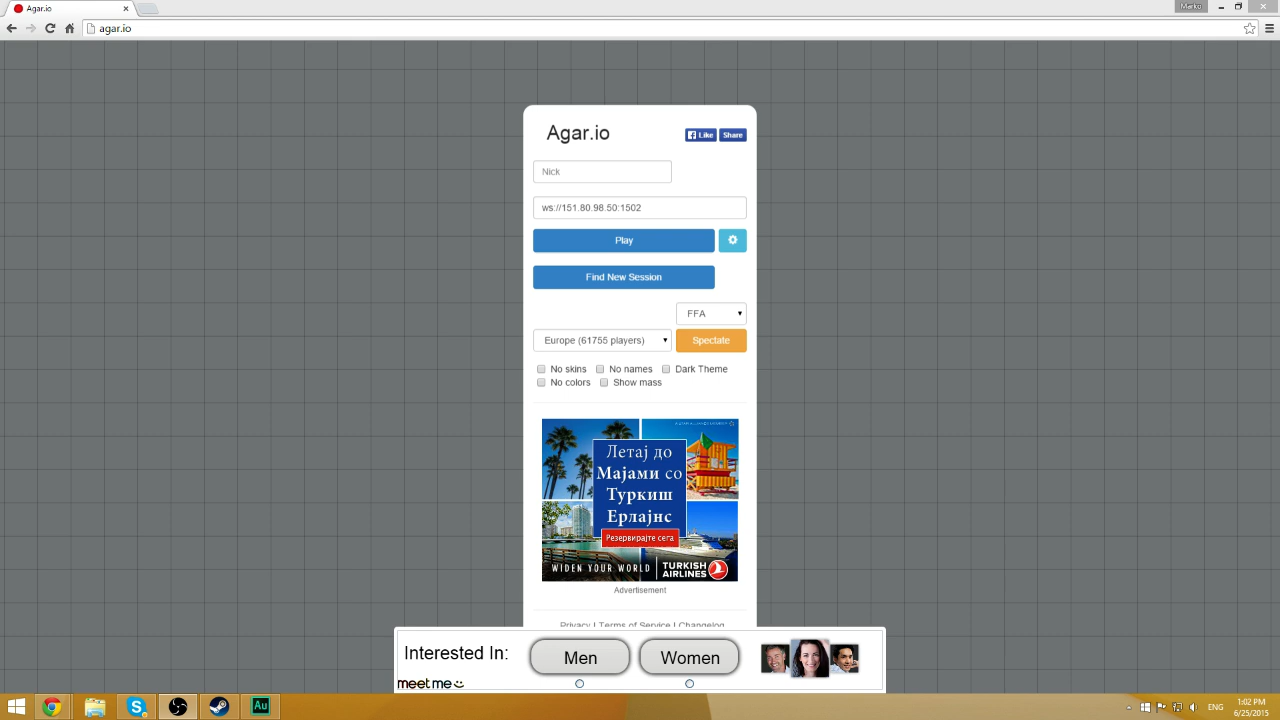 Agar.io
Marko
agar.io
Agar.io
Like
Share
Nick
ws://151.80.98.50:1502
Play
Find New Session
FFA
Europe (61755 players)
Spectate
No skins
No names
Dark Theme
No colors
Show mass
Летај до
Мајами со
Туркиш
Ерлајнс
Резервирајте сега
WIDEN YOUR WORLD
TURKISH
AIRLINES
Advertisement
Privacy | Terms of Service | Changelog
Interested In:
Men
Women
meetme
Au
ENG
1:02 PM
6/25/2015